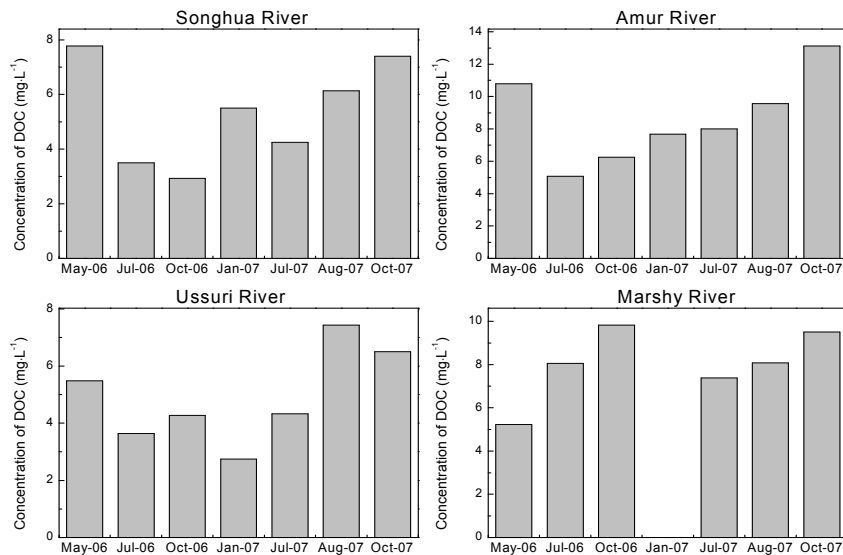 Songhua River
Concentration of DOC (mg·L⁻¹)
8
6
4
2
0
May-06 Jul-06 Oct-06 Jan-07 Jul-07 Aug-07 Oct-07
Amur River
Concentration of DOC (mg·L⁻¹)
14
12
10
8
6
4
2
0
May-06 Jul-06 Oct-06 Jan-07 Jul-07 Aug-07 Oct-07
Ussuri River
Concentration of DOC (mg·L⁻¹)
8
6
4
2
0
May-06 Jul-06 Oct-06 Jan-07 Jul-07 Aug-07 Oct-07
Marshy River
Concentration of DOC (mg·L⁻¹)
10
8
6
4
2
0
May-06 Jul-06 Oct-06 Jan-07 Jul-07 Aug-07 Oct-07